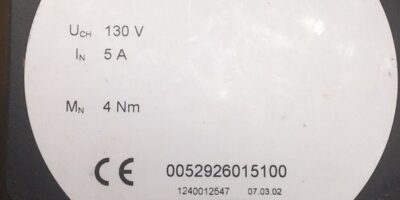 UCH 130 V
IN 5 A
MN 4 Nm
CE 0052926015100
1240012547 07.03.02